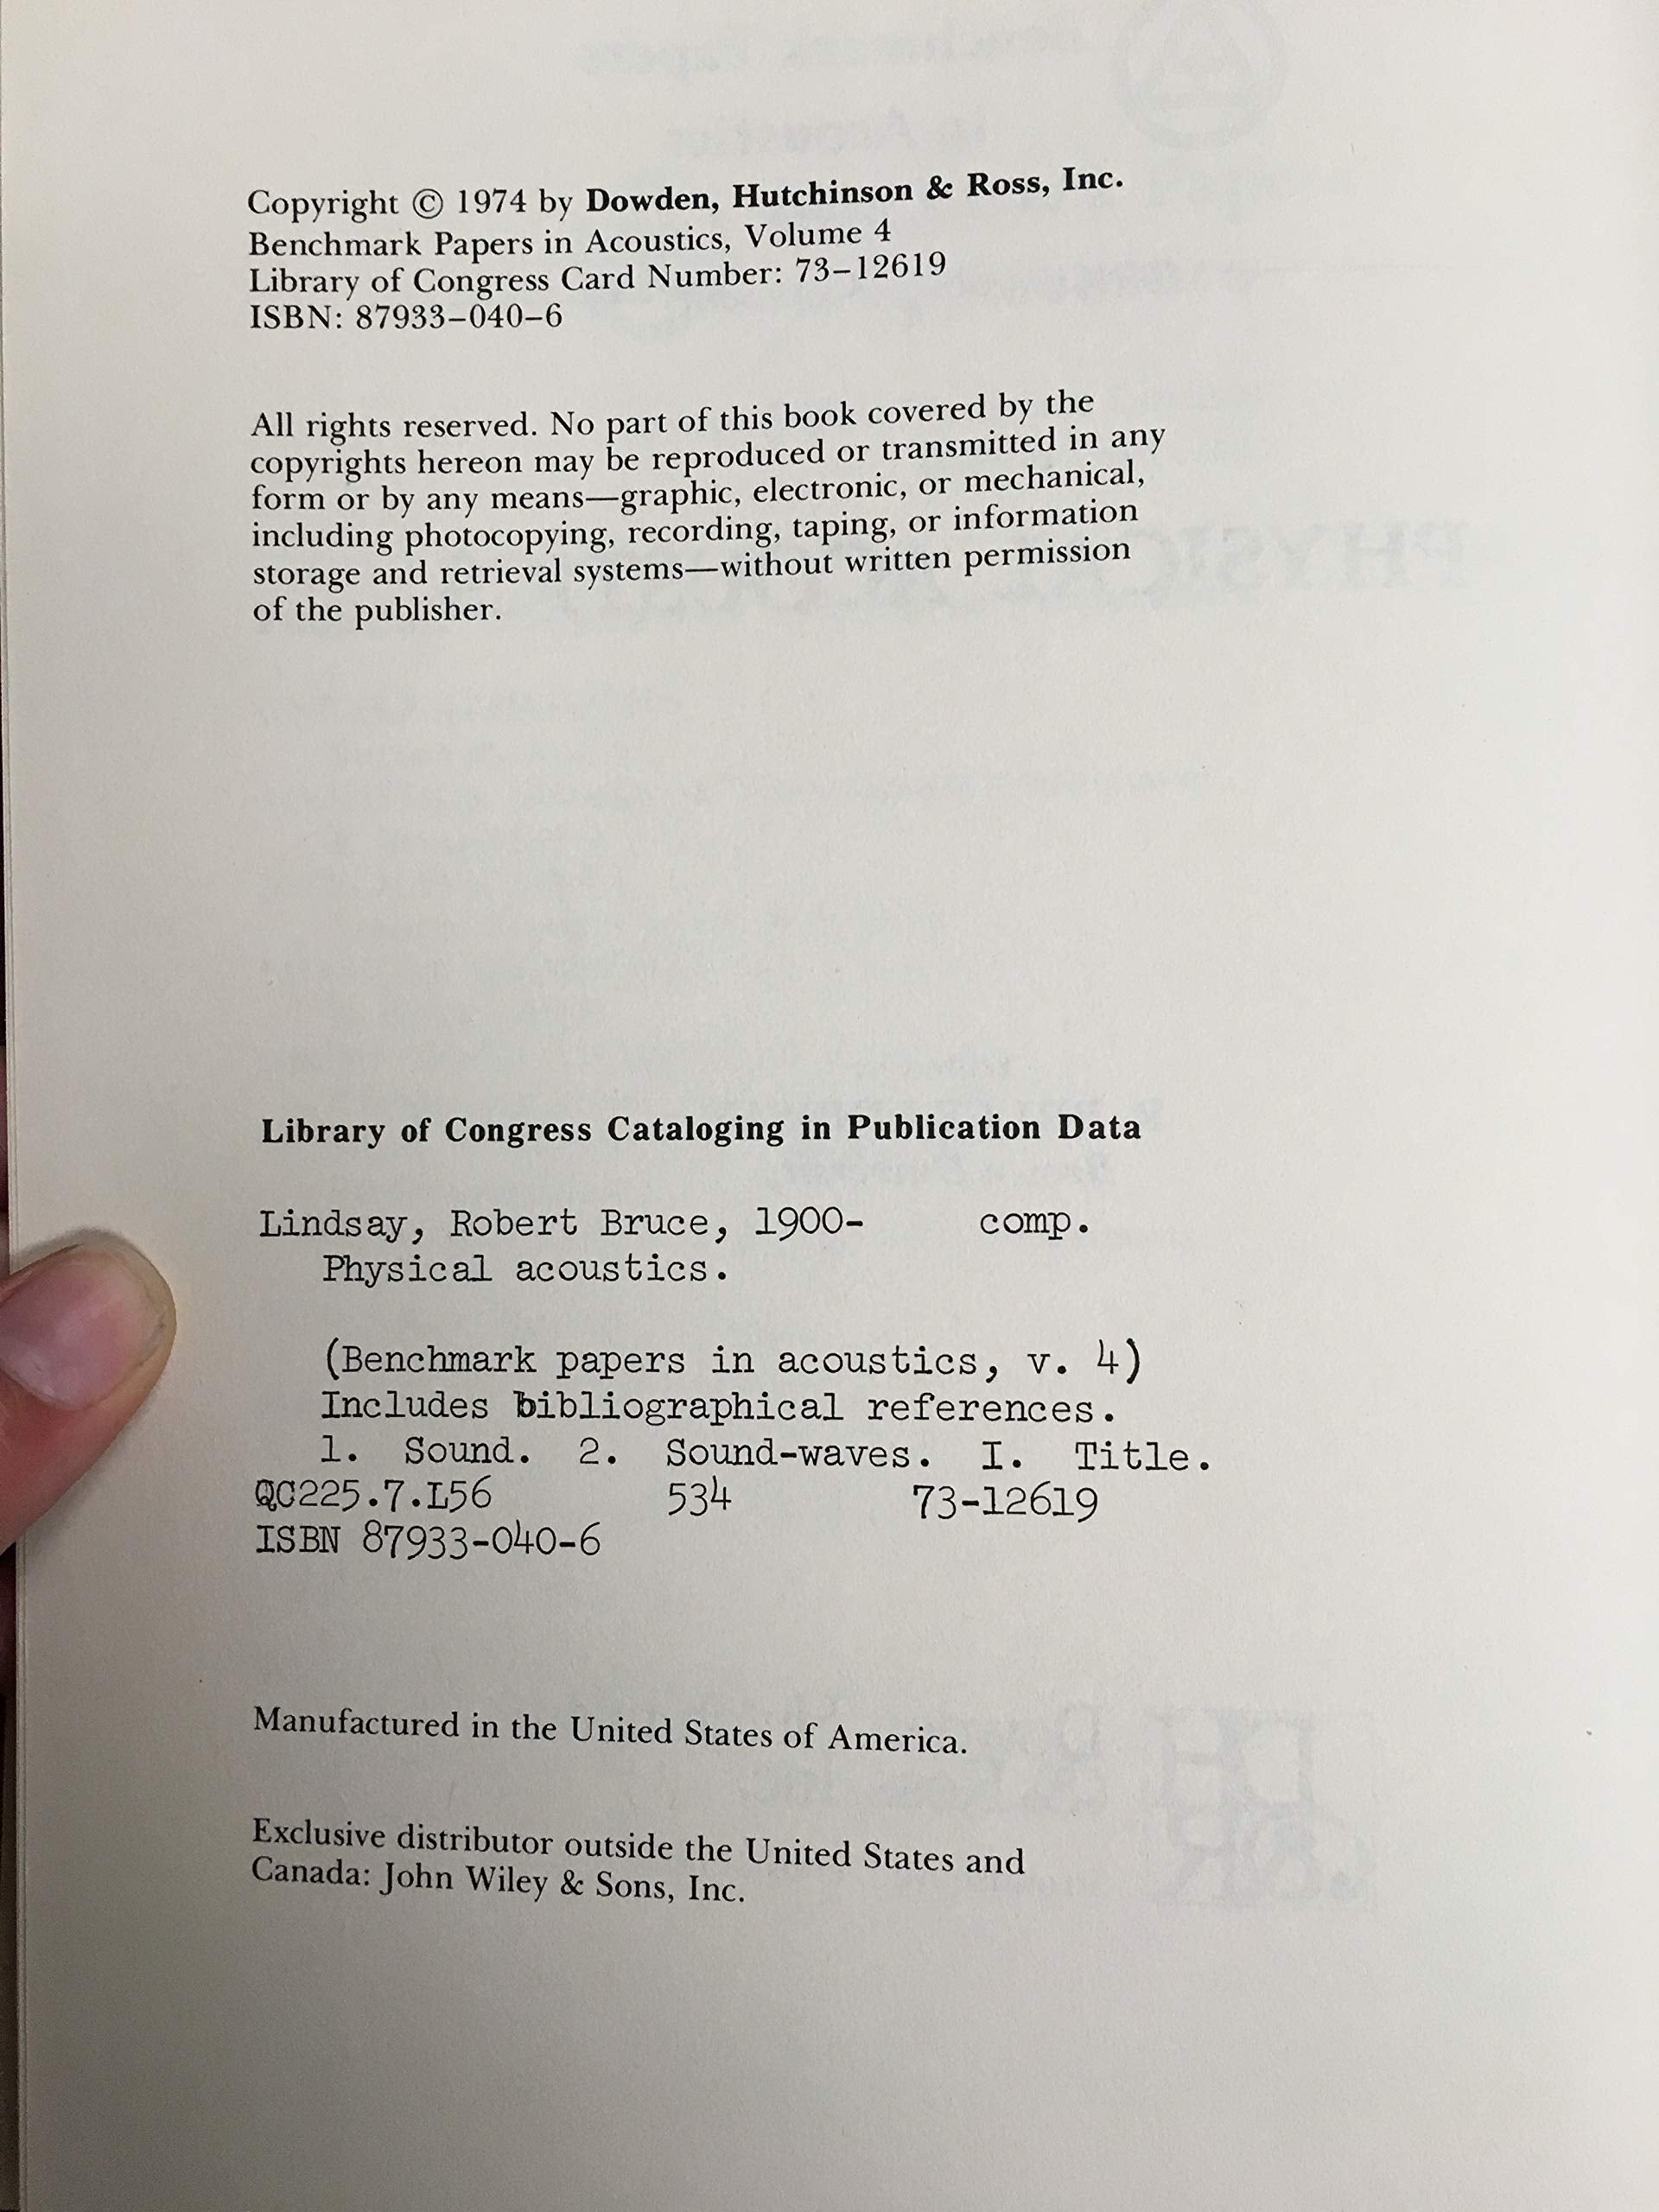 Copyright © 1974 by Dowden, Hutchinson & Ross, Inc.
Benchmark Papers in Acoustics, Volume 4
Library of Congress Card Number: 73–12619
ISBN: 87933–040–6
All rights reserved. No part of this book covered by the
copyrights hereon may be reproduced or transmitted in any
form or by any means—graphic, electronic, or mechanical,
including photocopying, recording, taping, or information
storage and retrieval systems—without written permission
of the publisher.
Library of Congress Cataloging in Publication Data
Lindsay, Robert Bruce, 1900- comp.
Physical acoustics.
(Benchmark papers in acoustics, v. 4)
Includes bibliographical references.
1. Sound. 2. Sound-waves. I. Title.
QC225.7.L56 534 73-12619
ISBN 87933-040-6
Manufactured in the United States of America.
Exclusive distributor outside the United States and
Canada: John Wiley & Sons, Inc.